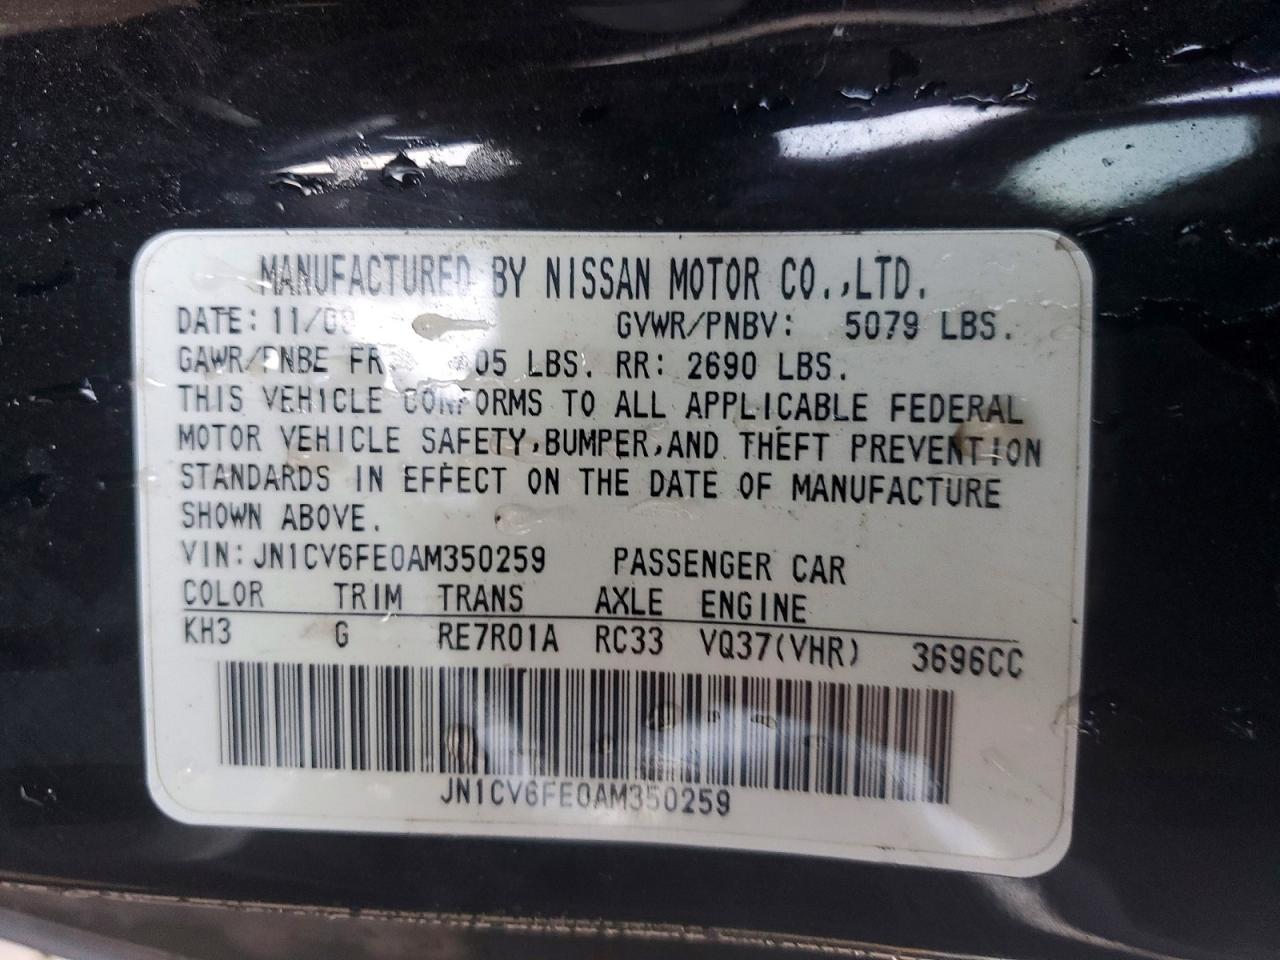 MANUFACTURED BY NISSAN MOTOR CO.,LTD.
DATE: GVWR/PNBV: 5079 LBS.
GAWR/PNBE FR: LBS. RR: 2690 LBS.
THIS VEHICLE CONFORMS TO ALL APPLICABLE FEDERAL
MOTOR VEHICLE SAFETY,BUMPER,AND THEFT PREVENTION
STANDARDS IN EFFECT ON THE DATE OF MANUFACTURE
SHOWN ABOVE.
VIN:JN1CV6FE0AM350259 PASSENGER CAR
COLOR TRIM TRANS AXLE ENGINE
KH3 G RE7R01A RC33 VQ37(VHR) 3696CC
JN1CV6FE0AM350259